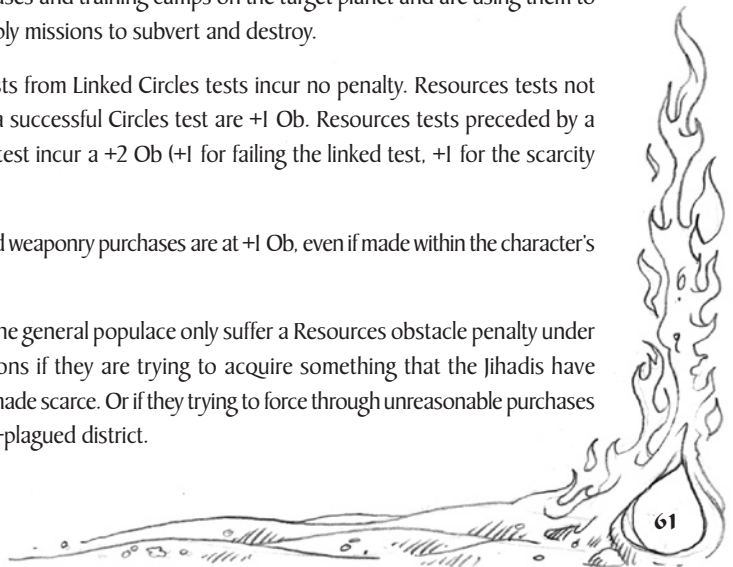 ses and training camps on the target planet and are using them to
ply missions to subvert and destroy.
sts from Linked Circles tests incur no penalty. Resources tests not
a successful Circles test are +1 Ob. Resources tests preceded by a
test incur a +2 Ob (+1 for failing the linked test, +1 for the scarcity
d weaponry purchases are at +1 Ob, even if made within the character's
he general populace only suffer a Resources obstacle penalty under
ons if they are trying to acquire something that the Jihadis have
made scarce. Or if they trying to force through unreasonable purchases
-plagued district.
61